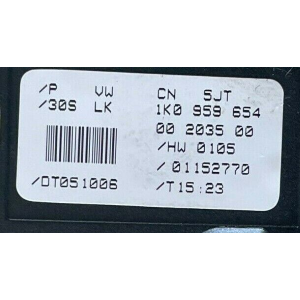 /P VW CN 5JT
/30S LK 1K0 959 654
00 2035 00
/HW 0105
/01152770
/DT051006 /T15:23